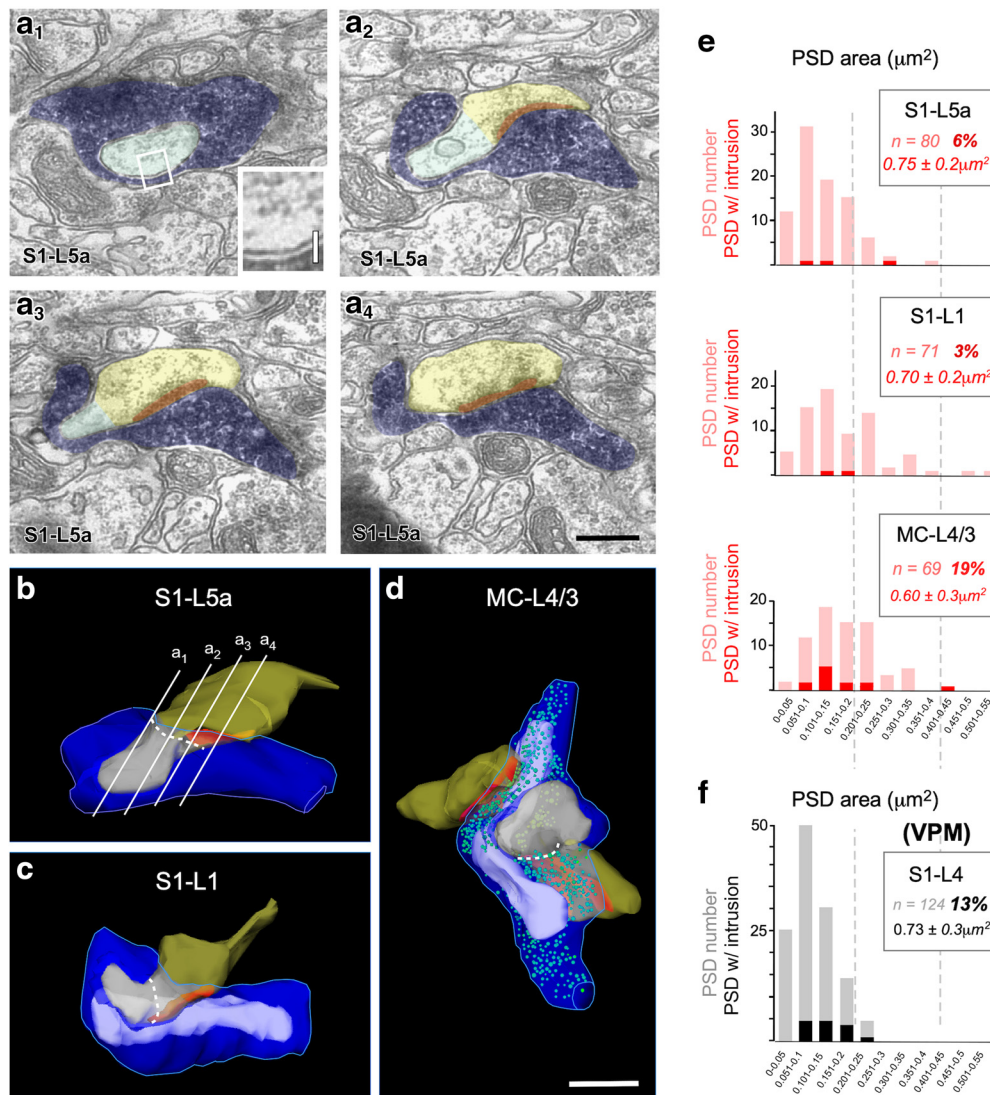 a1
S1-L5a
a2
S1-L5a
a3
S1-L5a
a4
S1-L5a
b
S1-L5a
a1
a2
a3
a4
c
S1-L1
d
MC-L4/3
e
PSD area (μm²)
PSD number
PSD w/ intrusion
30
20
10
S1-L5a
n = 80 6%
0.75 ± 0.2μm²
PSD number
PSD w/ intrusion
20
10
S1-L1
n = 71 3%
0.70 ± 0.2μm²
PSD number
PSD w/ intrusion
20
10
MC-L4/3
n = 69 19%
0.60 ± 0.3μm²
0-0.05
0.051-0.1
0.101-0.15
0.151-0.2
0.201-0.25
0.251-0.3
0.301-0.35
0.351-0.4
0.401-0.45
0.451-0.5
0.501-0.55
f
PSD area (μm²)
(VPM)
PSD number
PSD w/ intrusion
50
25
S1-L4
n = 124 13%
0.73 ± 0.3μm²
0-0.05
0.051-0.1
0.101-0.15
0.151-0.2
0.201-0.25
0.251-0.3
0.301-0.35
0.351-0.4
0.401-0.45
0.451-0.5
0.501-0.55